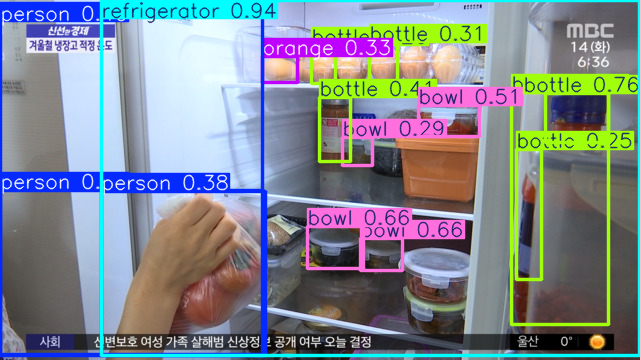 person 0.
refrigerator 0.94
신선한 경제
겨울철 냉장고 적정 온도
bottle 0.31
orange 0.33
MBC
14(화)
6:36
bottle 0.41
bowl 0.51
bottle 0.76
bowl 0.29
bottle 0.25
person 0.
person 0.38
bowl 0.66
bowl 0.66
사회
신변보호 여성 가족 살해범 신상정보 공개 여부 오늘 결정
울산
0°